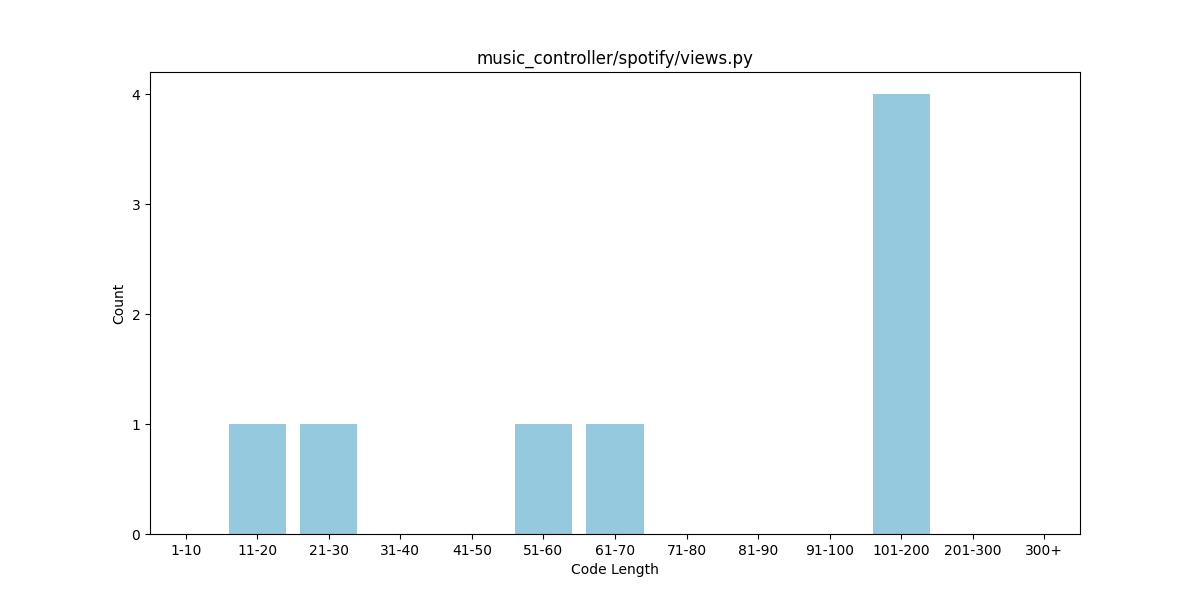 music_controller/spotify/views.py
4
3
2
1
0
Count
1-10 11-20 21-30 31-40 41-50 51-60 61-70 71-80 81-90 91-100 101-200 201-300 300+
Code Length